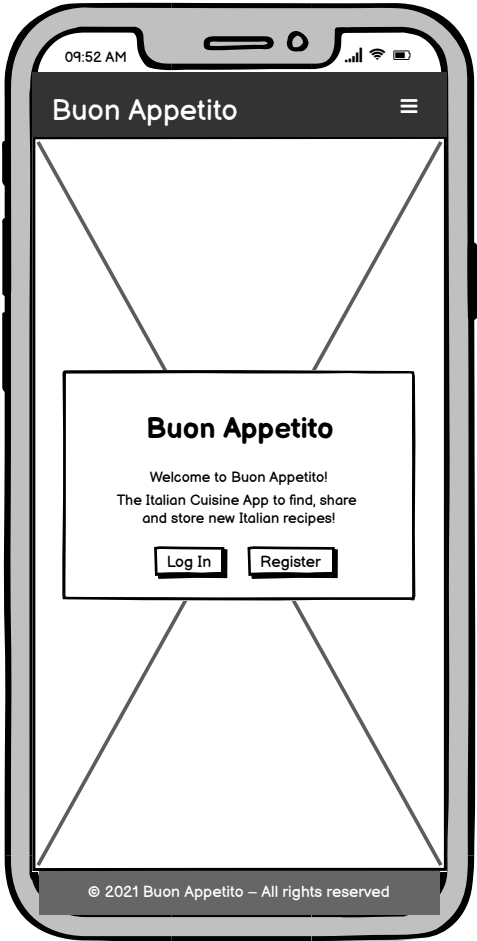 09:52 AM
Buon Appetito
Buon Appetito
Welcome to Buon Appetito!
The Italian Cuisine App to find, share
and store new Italian recipes!
Log In Register
© 2021 Buon Appetito – All rights reserved